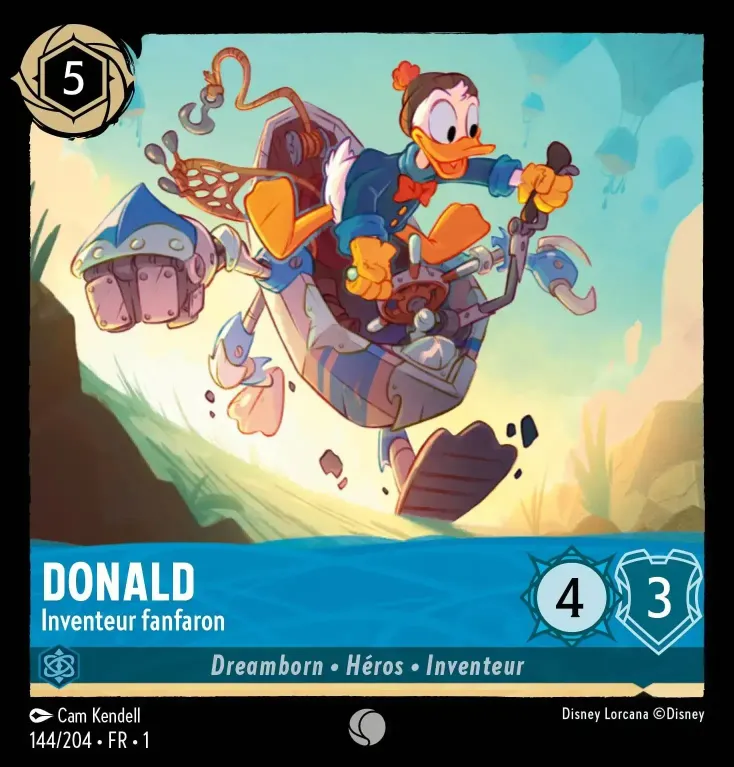 5
DONALD
Inventeur fanfaron
4
3
Dreamborn • Héros • Inventeur
Cam Kendell
Disney Lorcana ©Disney
144/204 • FR • 1